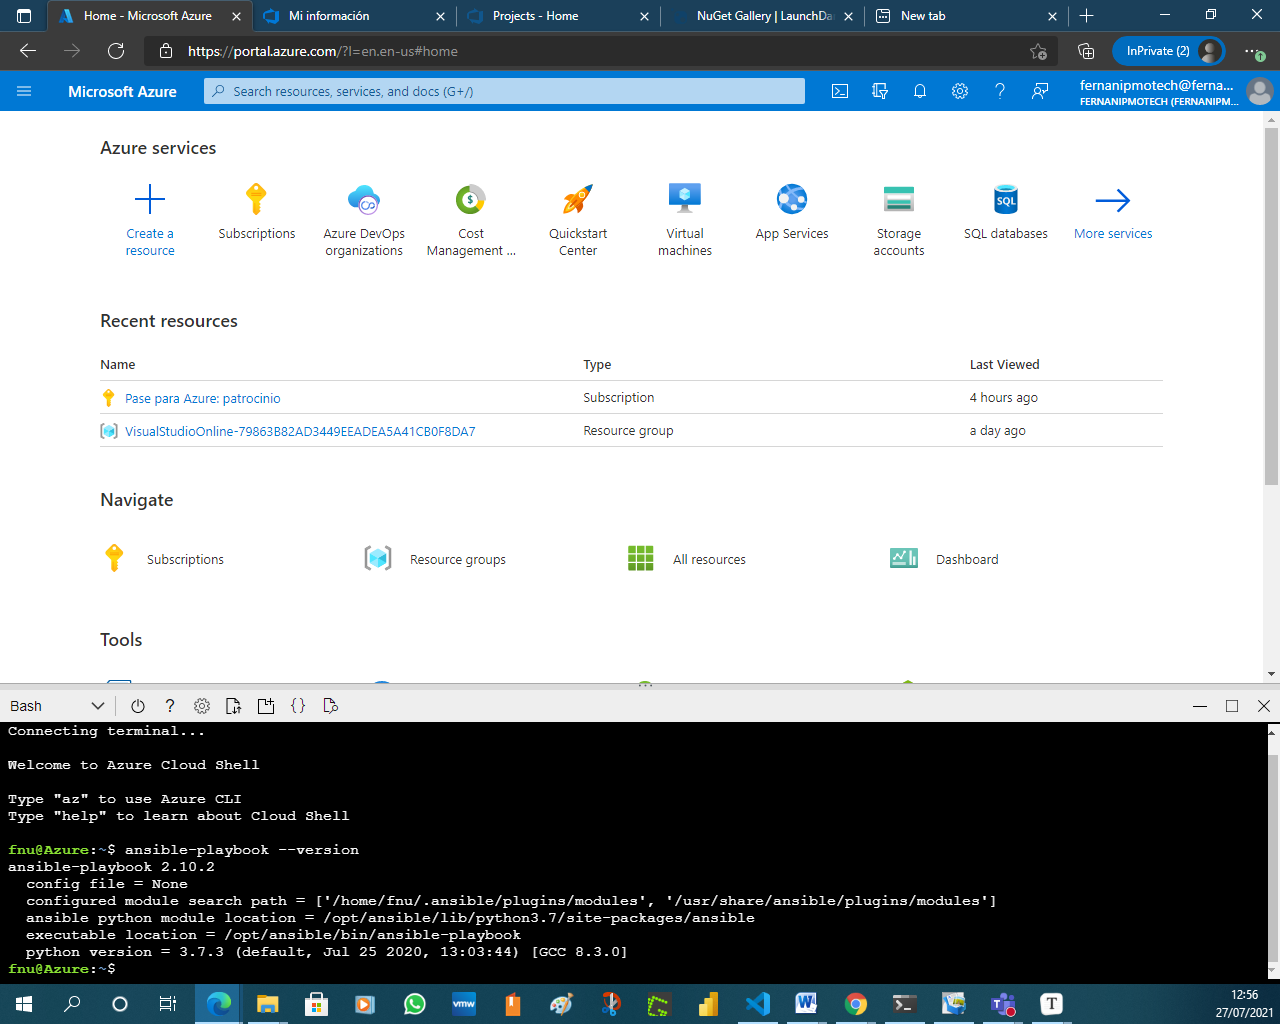 Home - Microsoft Azure
Mi información
Projects - Home
NuGet Gallery | LaunchDa
New tab
https://portal.azure.com/?l=en.en-us#home
InPrivate (2)
Microsoft Azure
Search resources, services, and docs (G+/)
fernanipmotech@ferna...
FERNANIPMOTECH (FERNANIPM...
Azure services
Create a resource
Subscriptions
Azure DevOps organizations
Cost Management ...
Quickstart Center
Virtual machines
App Services
Storage accounts
SQL
SQL databases
More services
Recent resources
Name Type Last Viewed
Pase para Azure: patrocinio Subscription 4 hours ago
VisualStudioOnline-79863B82AD3449EEADEA5A41CB0F8DA7 Resource group a day ago
Navigate
Subscriptions
Resource groups
All resources
Dashboard
Tools
Bash
Connecting terminal...
Welcome to Azure Cloud Shell
Type "az" to use Azure CLI
Type "help" to learn about Cloud Shell
fnu@Azure:~$ ansible-playbook --version
ansible-playbook 2.10.2
config file = None
configured module search path = ['/home/fnu/.ansible/plugins/modules', '/usr/share/ansible/plugins/modules']
ansible python module location = /opt/ansible/lib/python3.7/site-packages/ansible
executable location = /opt/ansible/bin/ansible-playbook
python version = 3.7.3 (default, Jul 25 2020, 13:03:44) [GCC 8.3.0]
fnu@Azure:~$
vmw
12:56
27/07/2021